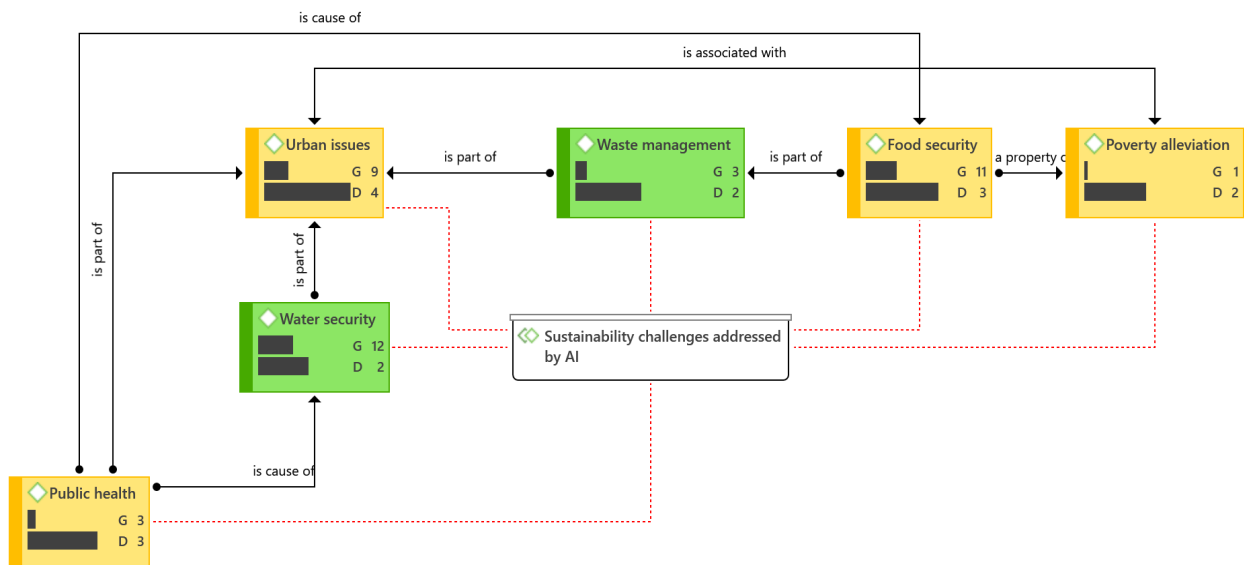 is cause of
is associated with
Urban issues
G 9
D 4
is part of
Waste management
G 3
D 2
is part of
Food security
G 11
D 3
a property o
Poverty alleviation
G 1
D 2
is part of
is part of
Water security
G 12
D 2
Sustainability challenges addressed
by AI
is cause of
Public health
G 3
D 3